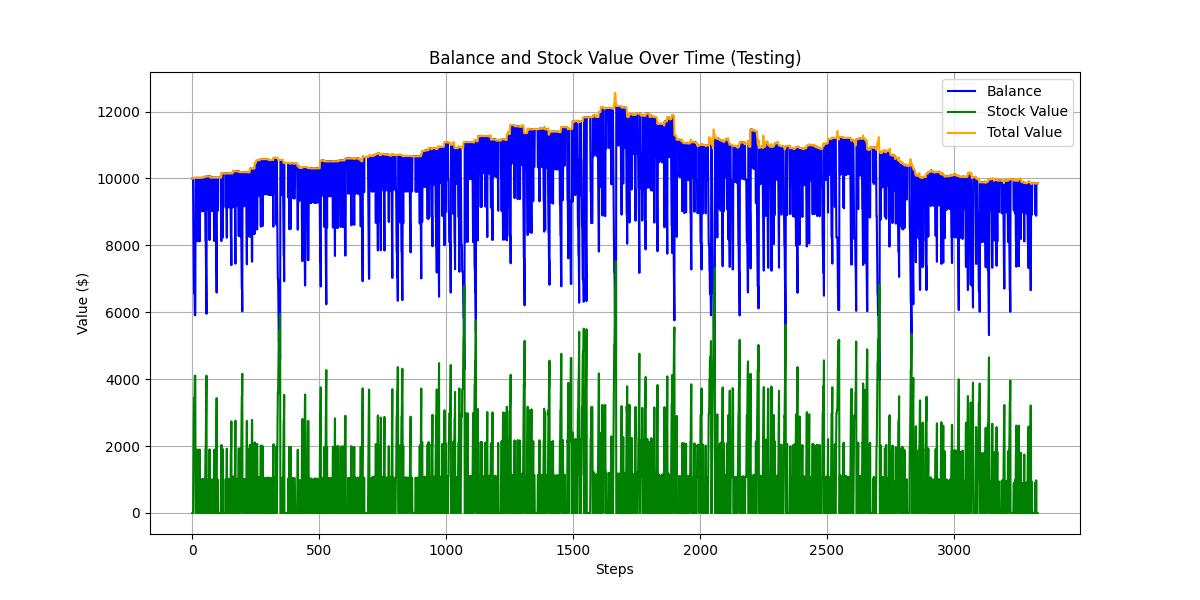 Balance and Stock Value Over Time (Testing)
Balance
Stock Value
Total Value
Value ($)
12000
10000
8000
6000
4000
2000
0
0 500 1000 1500 2000 2500 3000
Steps